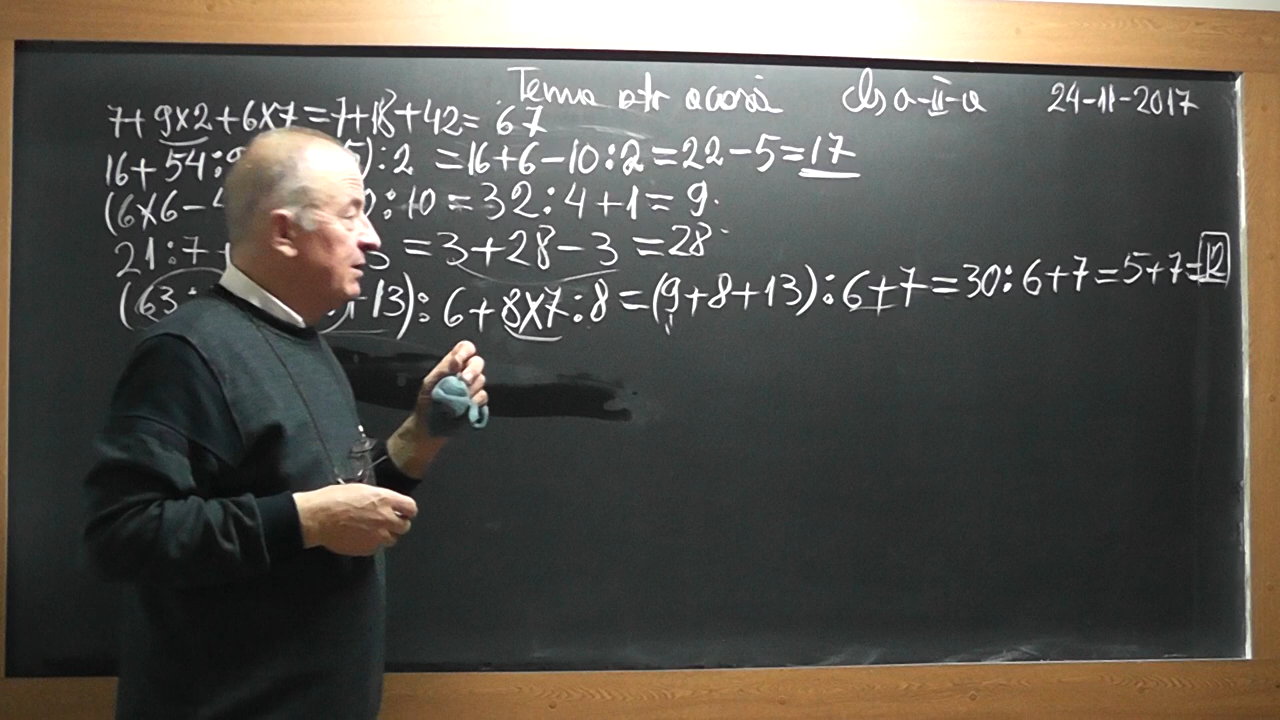 Tema ptr acasă cls a-II-a 24-11-2017
7+9x2+6x7=7+18+42=67
16+54: ):2 =16+6-10:2=22-5=17
(6x6- :10=32:4+1=9.
21:7+ 3=3+28-3=28
(63: +13):6+8x7:8=(9+8+13):6+7=30:6+7=5+7=12